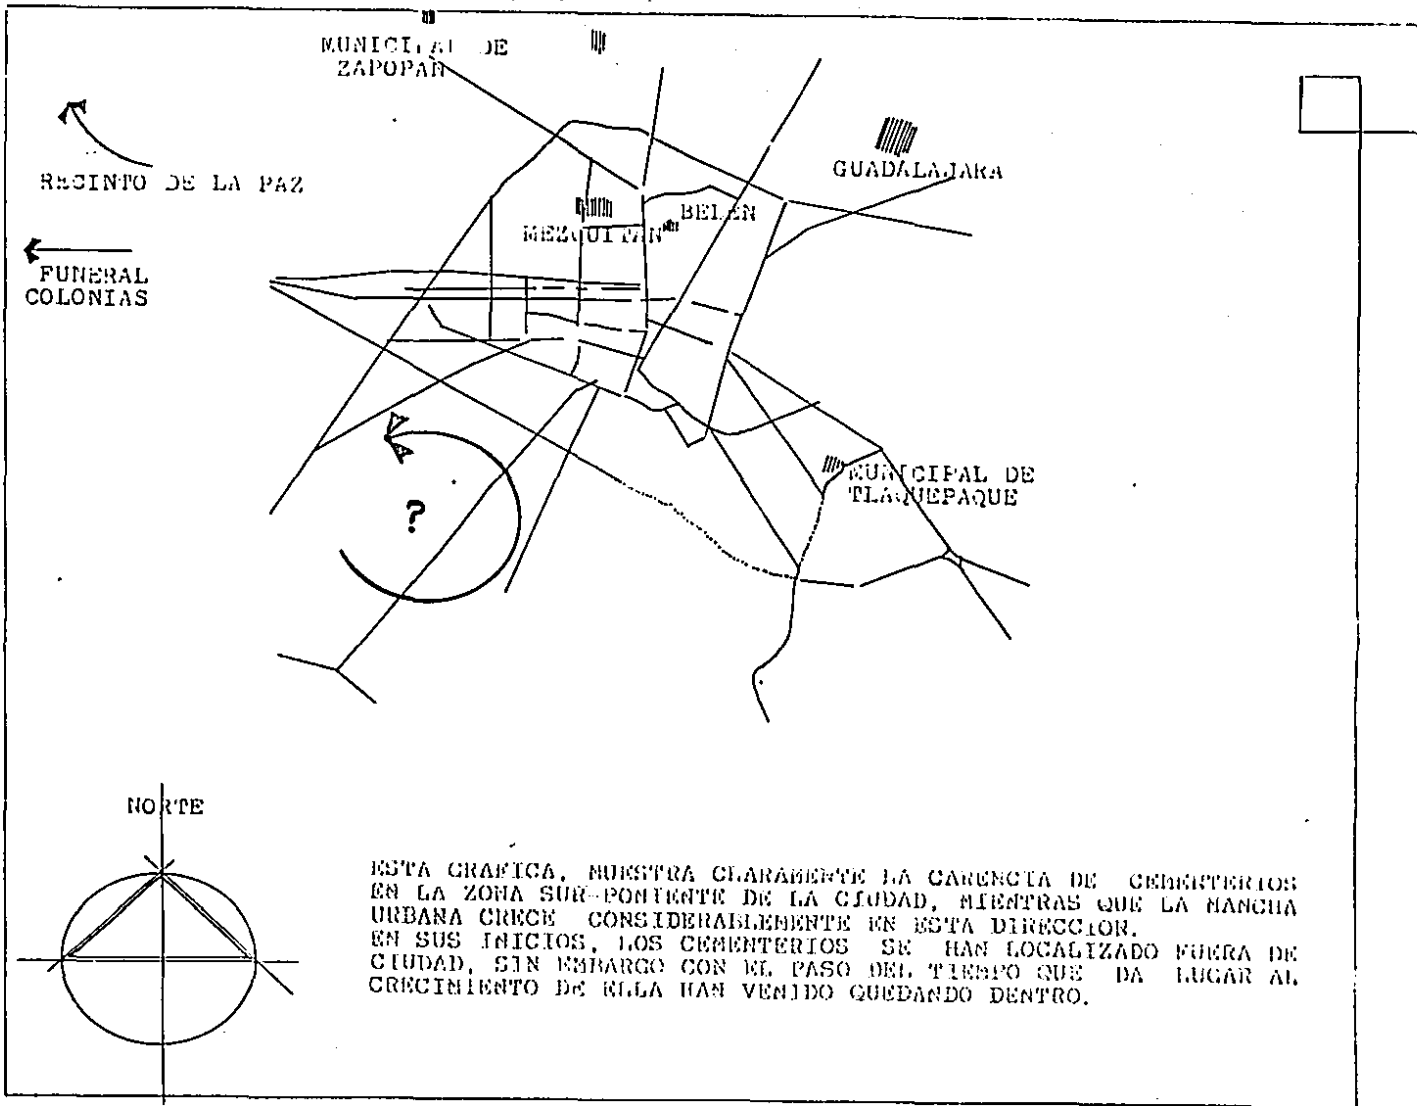 MUNICIPAL DE
ZAPOPAN
RECINTO DE LA PAZ
GUADALAJARA
BELEN
MEZQUITAN
FUNERAL
COLONIAS
MUNICIPAL DE
TLAQUEPAQUE
?
NORTE
ESTA GRAFICA, MUESTRA CLARAMENTE LA CARENCIA DE CEMENTERIOS
EN LA ZONA SUR-PONIENTE DE LA CIUDAD, MIENTRAS QUE LA MANCHA
URBANA CRECE CONSIDERABLEMENTE EN ESTA DIRECCION.
EN SUS INICIOS, LOS CEMENTERIOS SE HAN LOCALIZADO FUERA DE
CIUDAD, SIN EMBARGO CON EL PASO DEL TIEMPO QUE DA LUGAR AL
CRECIMIENTO DE ELLA HAN VENIDO QUEDANDO DENTRO.